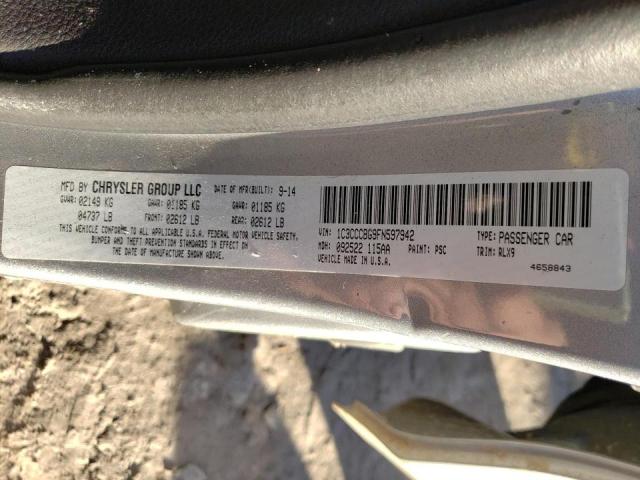 MFD BY CHRYSLER GROUP LLC DATE OF MFR(BUILT): 9-14
GVWR: 02149 KG GAWR: 01185 KG GAWR: 01185 KG
04737 LB FRONT: 02612 LB REAR: 02612 LB
THIS VEHICLE CONFORMS TO ALL APPLICABLE U.S.A. FEDERAL MOTOR VEHICLE SAFETY,
BUMPER AND THEFT PREVENTION STANDARDS IN EFFECT ON THE DATE OF
MANUFACTURE SHOWN ABOVE.
VIN: 1C3CCCBG9FN597942 TYPE: PASSENGER CAR
MDH: 092522 115AA PAINT: PSC TRIM: RLX9
VEHICLE MADE IN U.S.A.
4658843